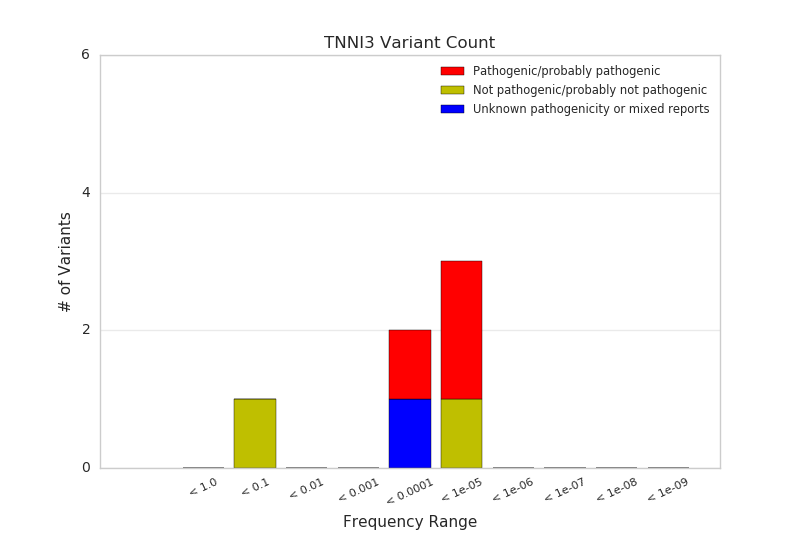 TNNI3 Variant Count
6
4
2
0
# of Variants
Pathogenic/probably pathogenic
Not pathogenic/probably not pathogenic
Unknown pathogenicity or mixed reports
< 1.0
< 0.1
< 0.01
< 0.001
< 0.0001
< 1e-05
< 1e-06
< 1e-07
< 1e-08
< 1e-09
Frequency Range